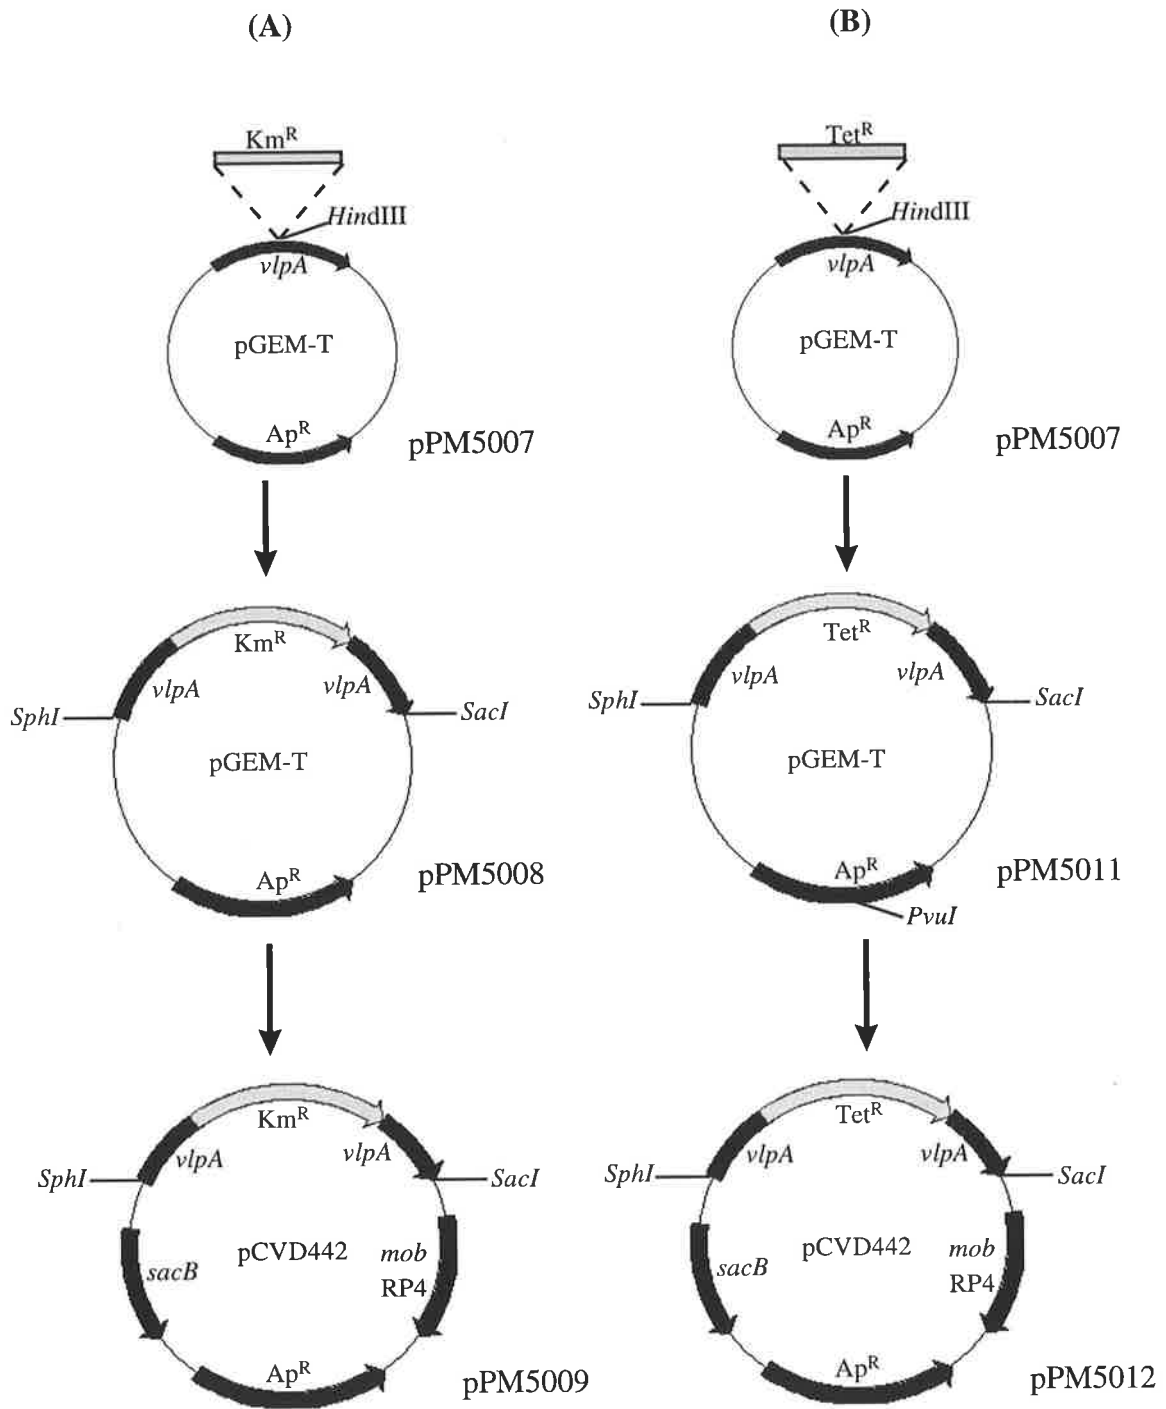 (A)
Km^R
HindIII
vlpA
pGEM-T
Ap^R
pPM5007
Km^R
vlpA
vlpA
SphI
SacI
pGEM-T
Ap^R
pPM5008
Km^R
vlpA
vlpA
SphI
SacI
pCVD442
mob
sacB
RP4
Ap^R
pPM5009
(B)
Tet^R
HindIII
vlpA
pGEM-T
Ap^R
pPM5007
Tet^R
vlpA
vlpA
SphI
SacI
pGEM-T
Ap^R
pPM5011
PvuI
Tet^R
vlpA
vlpA
SphI
SacI
pCVD442
mob
sacB
RP4
Ap^R
pPM5012